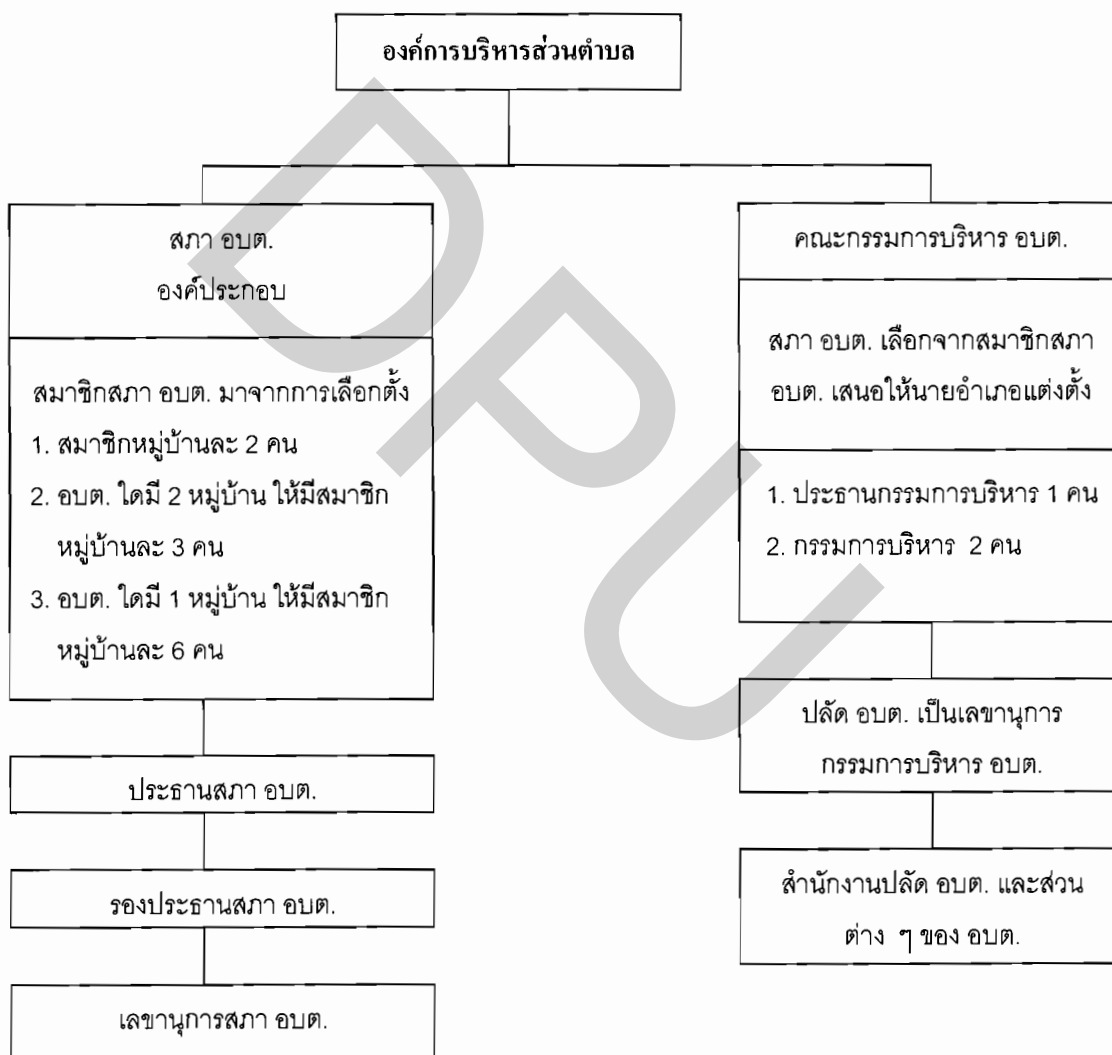 องค์การบริหารส่วนตำบล
สภา อบต.
องค์ประกอบ
สมาชิกสภา อบต. มาจากการเลือกตั้ง
1. สมาชิกหมู่บ้านละ 2 คน
2. อบต. ใดมี 2 หมู่บ้าน ให้มีสมาชิก
หมู่บ้านละ 3 คน
3. อบต. ใดมี 1 หมู่บ้าน ให้มีสมาชิก
หมู่บ้านละ 6 คน
ประธานสภา อบต.
รองประธานสภา อบต.
เลขานุการสภา อบต.
คณะกรรมการบริหาร อบต.
สภา อบต. เลือกจากสมาชิกสภา
อบต. เสนอให้นายอำเภอแต่งตั้ง
1. ประธานกรรมการบริหาร 1 คน
2. กรรมการบริหาร 2 คน
ปลัด อบต. เป็นเลขานุการ
กรรมการบริหาร อบต.
สำนักงานปลัด อบต. และส่วน
ต่าง ๆ ของ อบต.
DPU